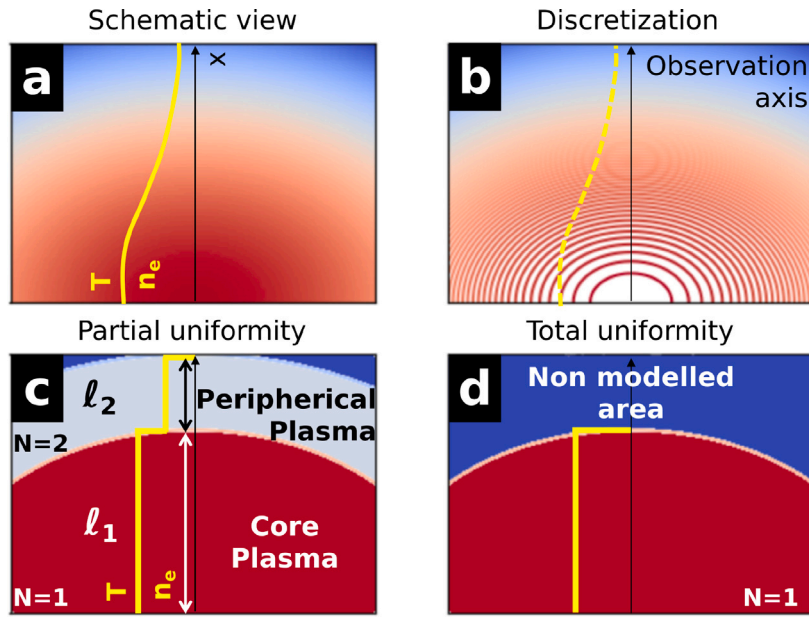 Schematic view
a
x
T
nₑ
Discretization
b
Observation
axis
Partial uniformity
c
ℓ₂
Peripherical
Plasma
N=2
ℓ₁
Core
Plasma
T
nₑ
N=1
Total uniformity
d
Non modelled
area
N=1